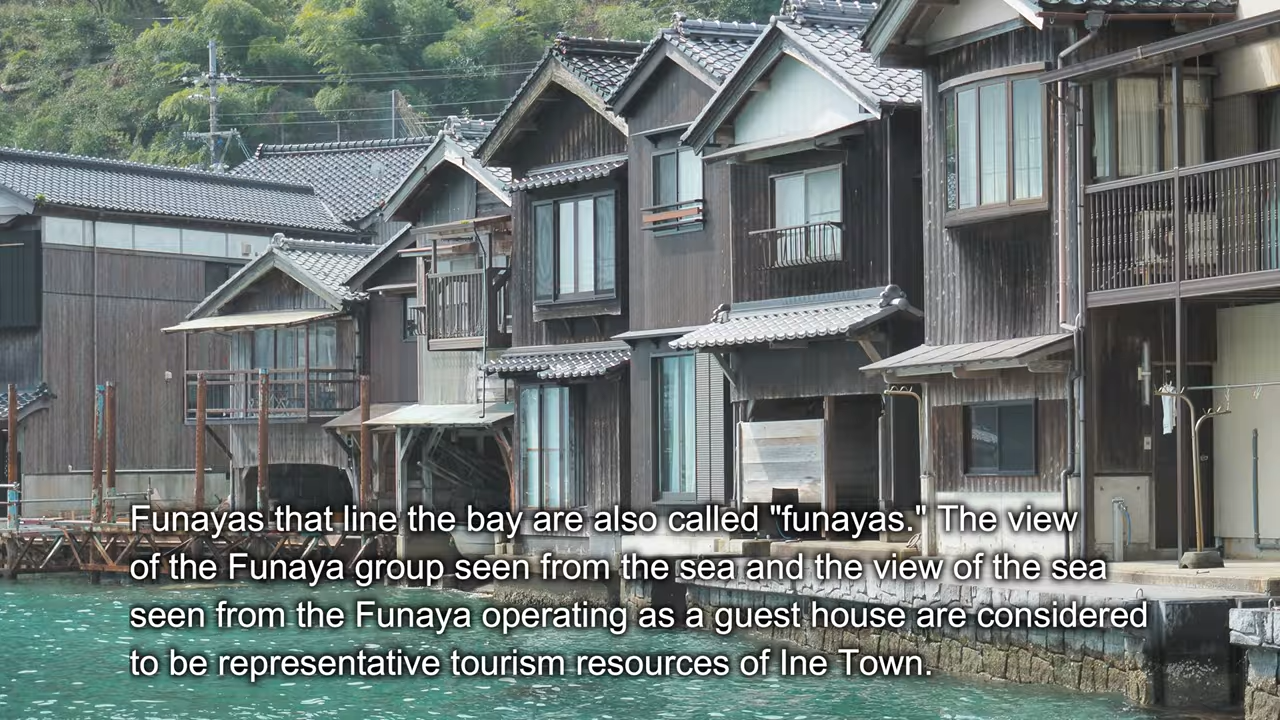 Funayas that line the bay are also called "funayas." The view
of the Funaya group seen from the sea and the view of the sea
seen from the Funaya operating as a guest house are considered
to be representative tourism resources of Ine Town.